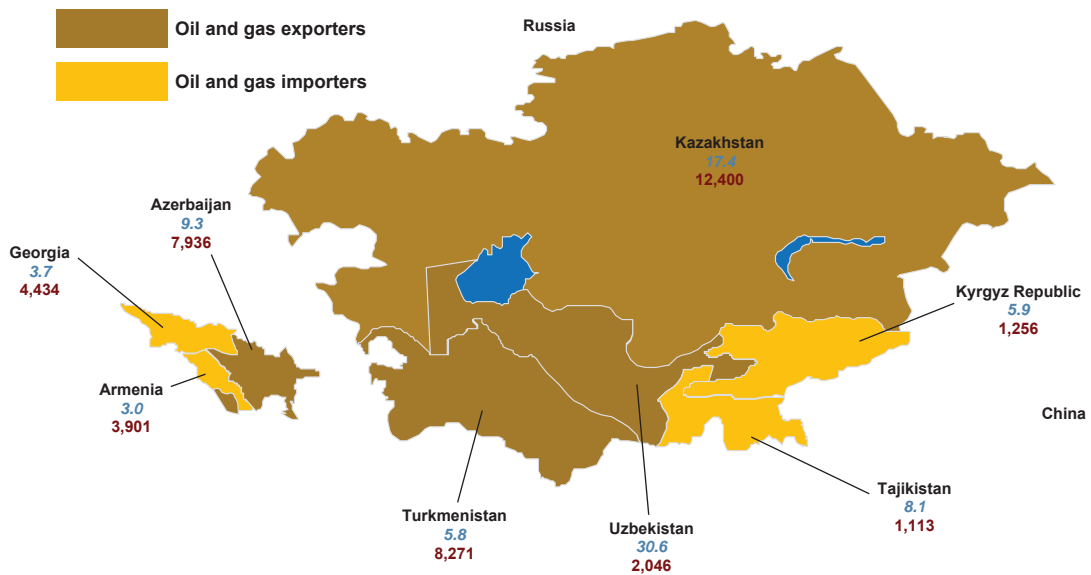 Oil and gas exporters
Oil and gas importers
Russia
Kazakhstan
17.4
12,400
Azerbaijan
9.3
7,936
Georgia
3.7
4,434
Kyrgyz Republic
5.9
1,256
Armenia
3.0
3,901
China
Tajikistan
8.1
1,113
Turkmenistan
5.8
8,271
Uzbekistan
30.6
2,046